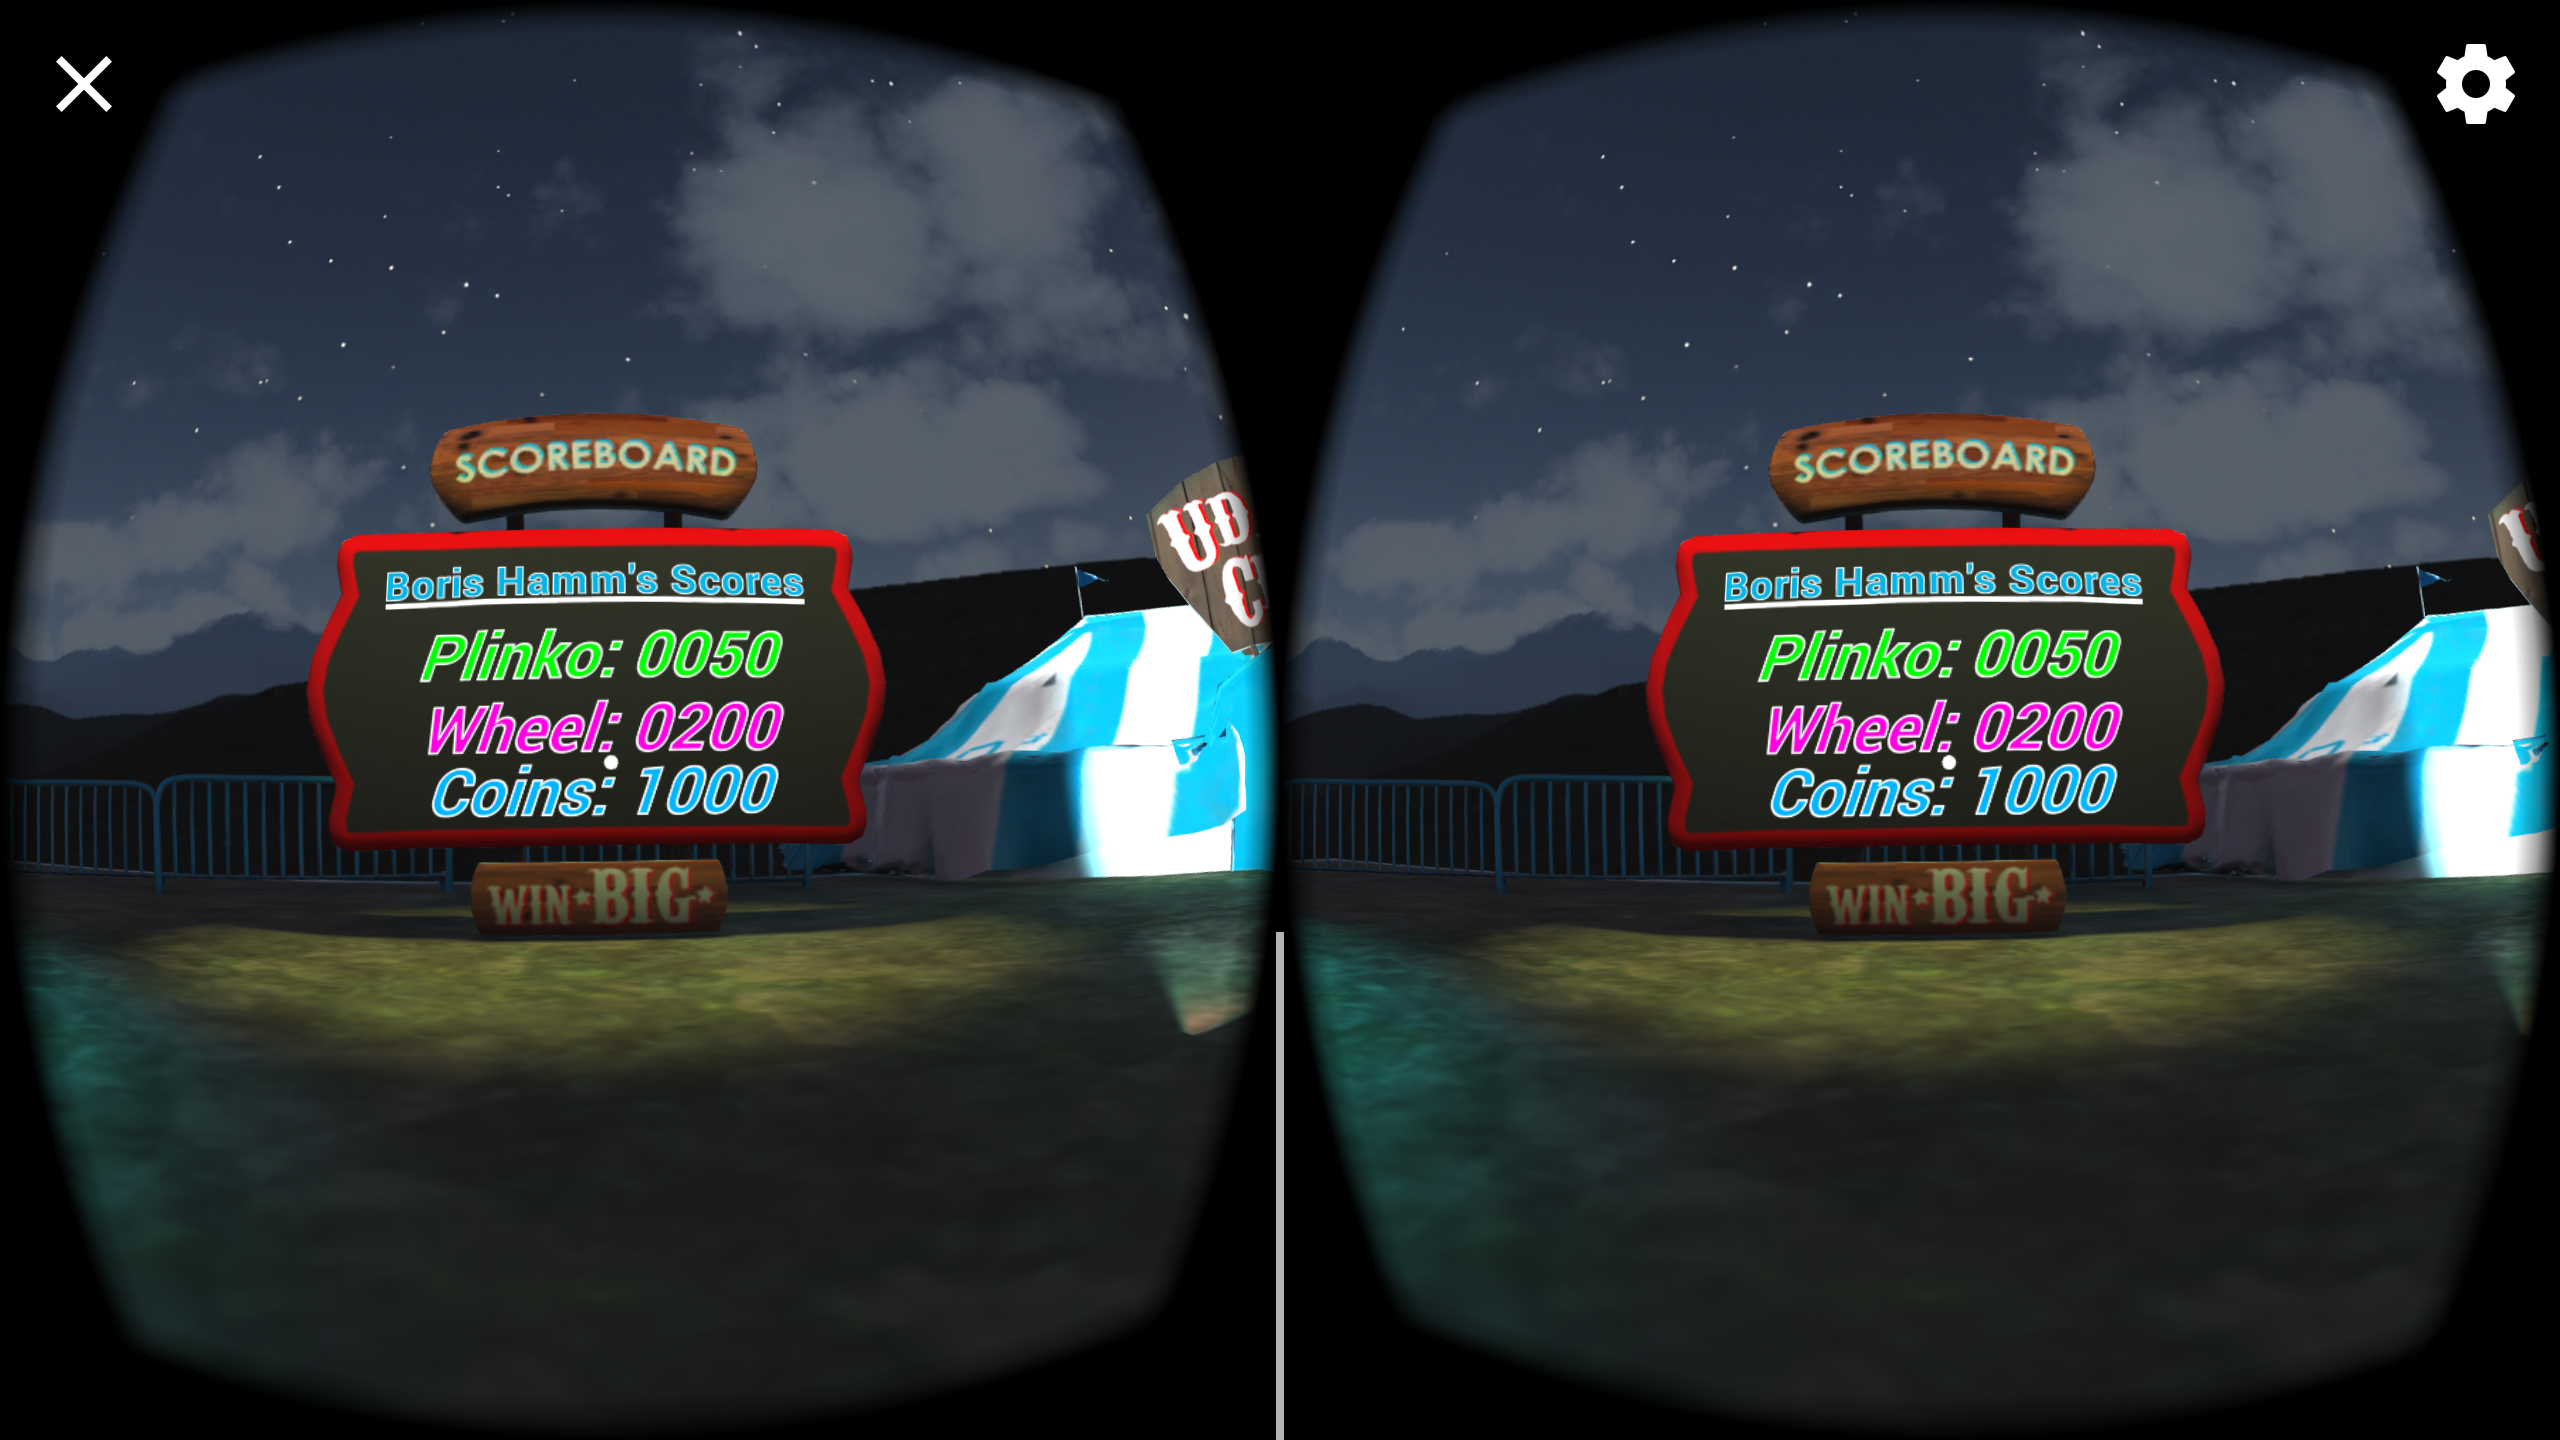 SCOREBOARD
Boris Hamm's Scores
Plinko: 0050
Wheel: 0200
Coins: 1000
WIN★BIG★
UD
C
SCOREBOARD
Boris Hamm's Scores
Plinko: 0050
Wheel: 0200
Coins: 1000
WIN★BIG★